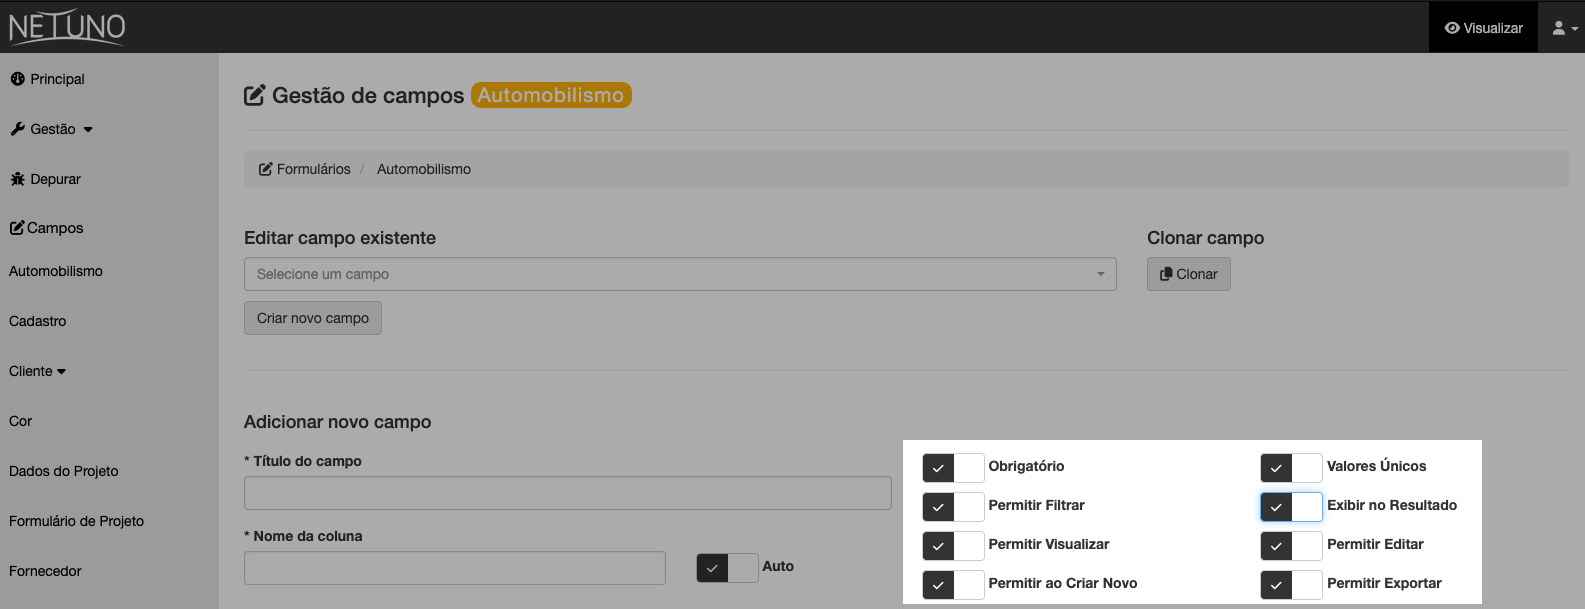 NETUNO
Visualizar
Principal
Gestão
Depurar
Campos
Automobilismo
Cadastro
Cliente
Cor
Dados do Projeto
Formulário de Projeto
Fornecedor
Gestão de campos Automobilismo
Formulários / Automobilismo
Editar campo existente
Selecione um campo
Criar novo campo
Clonar campo
Clonar
Adicionar novo campo
* Título do campo
* Nome da coluna
Auto
Obrigatório
Valores Únicos
Permitir Filtrar
Exibir no Resultado
Permitir Visualizar
Permitir Editar
Permitir ao Criar Novo
Permitir Exportar